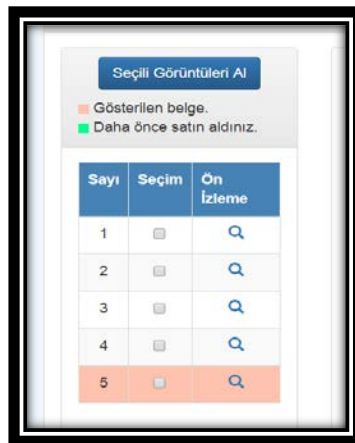 Seçili Görüntüleri Al
Gösterilen belge.
Daha önce satın aldınız.
Sayı Seçim Ön İzleme
1
2
3
4
5